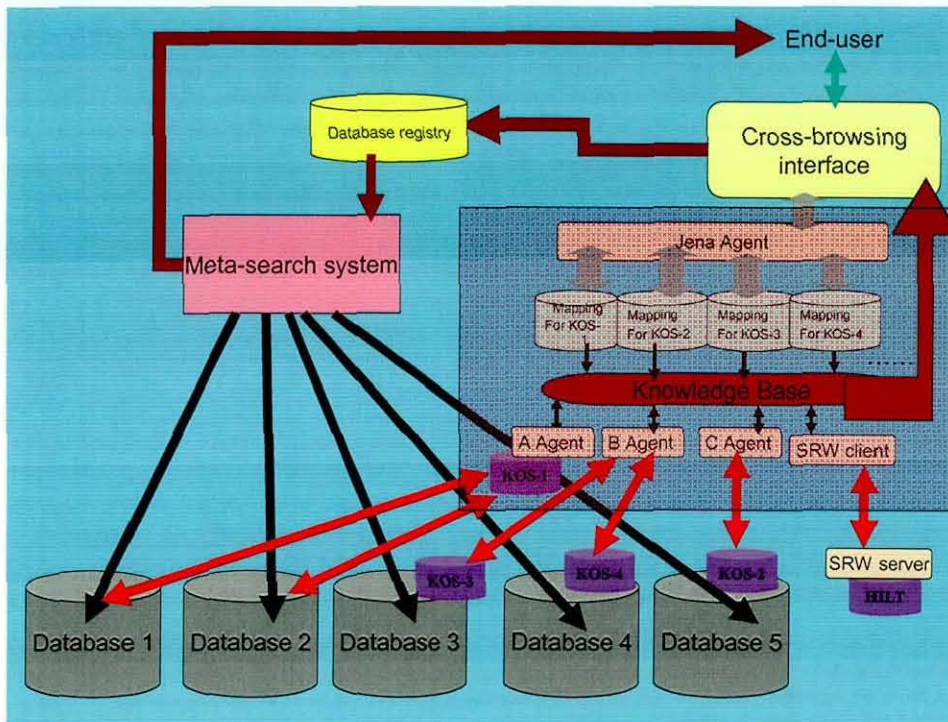 End-user
Database registry
Cross-browsing
interface
Meta-search system
Jena Agent
Mapping
For KOS-
Mapping
For KOS-2
Mapping
For KOS-3
Mapping
For KOS-4
Knowledge Base
A Agent
B Agent
C Agent
SRW client
KOS-1
KOS-3
KOS-4
KOS-2
SRW server
HILT
Database 1
Database 2
Database 3
Database 4
Database 5